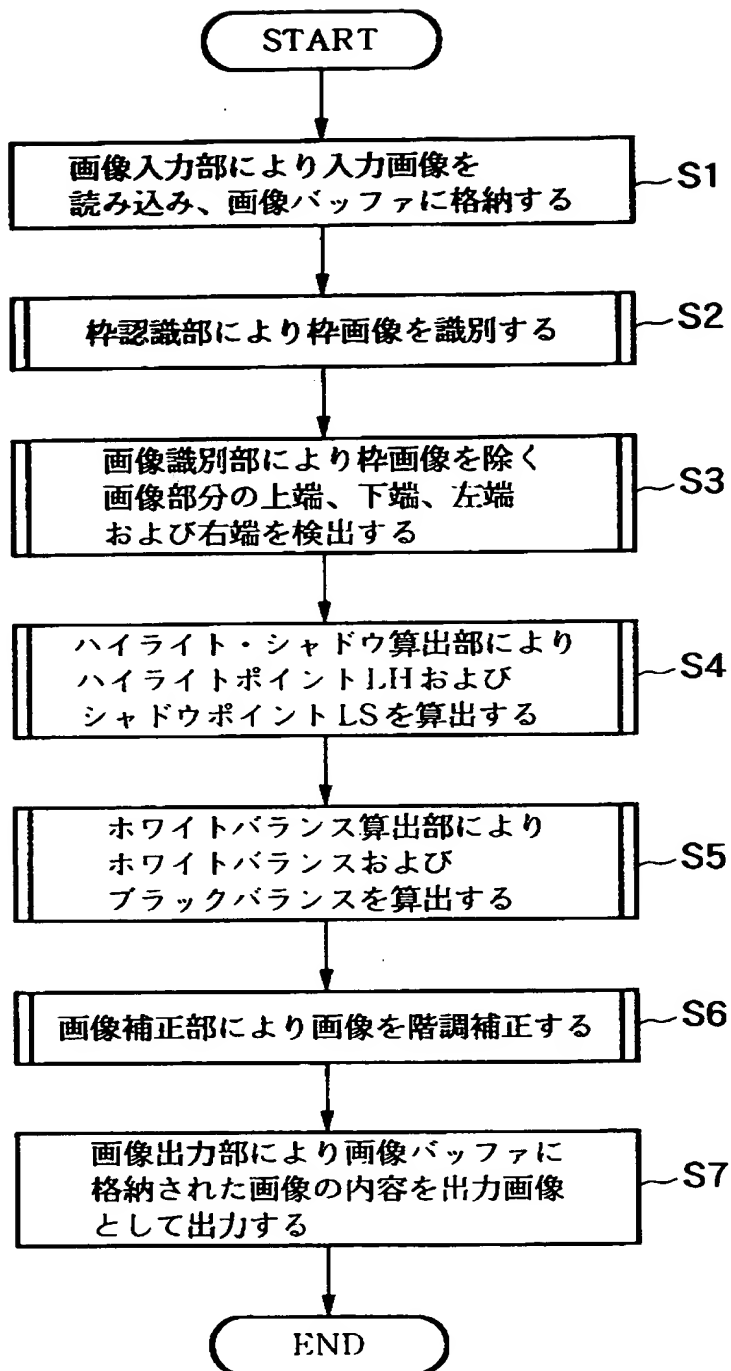 START
画像入力部により入力画像を
読み込み、画像バッファに格納する
S1
枠認識部により枠画像を識別する
S2
画像識別部により枠画像を除く
画像部分の上端、下端、左端
および右端を検出する
S3
ハイライト・シャドウ算出部により
ハイライトポイントLHおよび
シャドウポイントLSを算出する
S4
ホワイトバランス算出部により
ホワイトバランスおよび
ブラックバランスを算出する
S5
画像補正部により画像を階調補正する
S6
画像出力部により画像バッファに
格納された画像の内容を出力画像
として出力する
S7
END